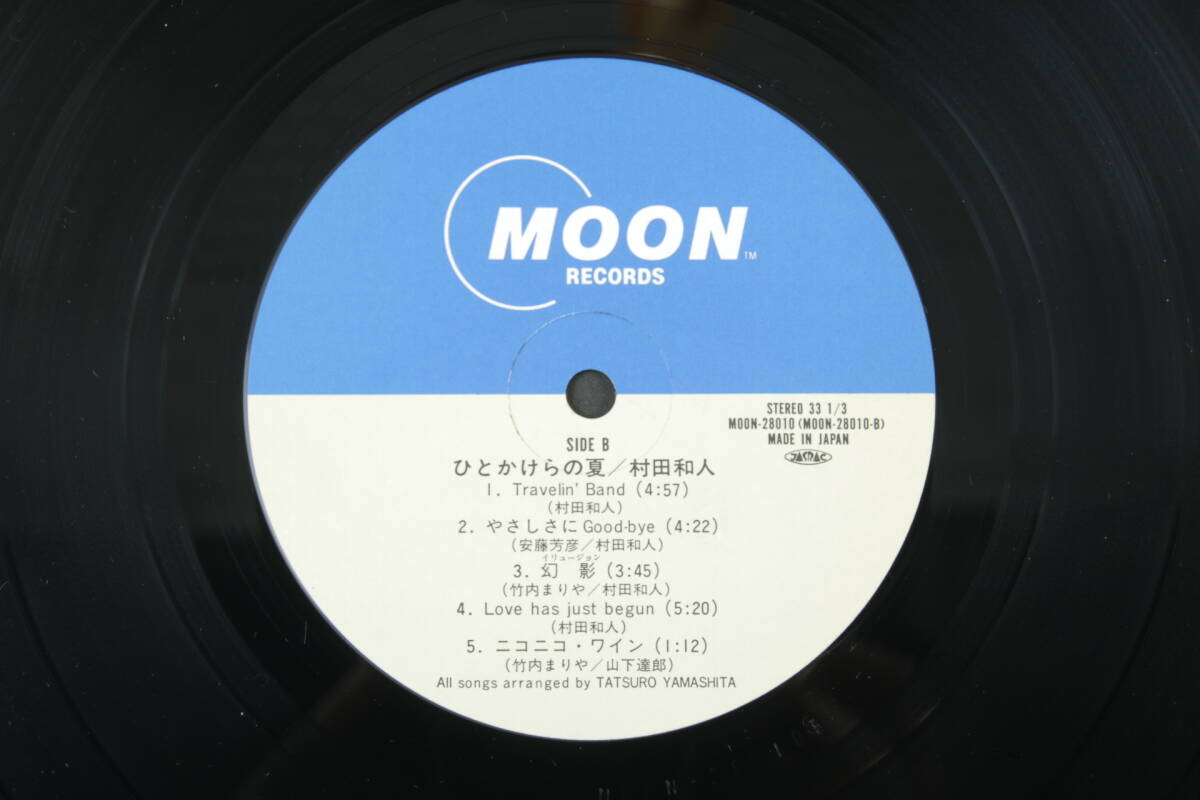 MOON TM
RECORDS
STEREO 33 1/3
MOON-28010 (MOON-28010-B)
MADE IN JAPAN
JASRAC
SIDE B
ひとかけらの夏／村田和人
1. Travelin' Band (4:57)
(村田和人)
2. やさしさに Good-bye (4:22)
(安藤芳彦／村田和人)
イリュージョン
3. 幻 影 (3:45)
(竹内まりや／村田和人)
4. Love has just begun (5:20)
(村田和人)
5. ニコニコ・ワイン (1:12)
(竹内まりや／山下達郎)
All songs arranged by TATSURO YAMASHITA